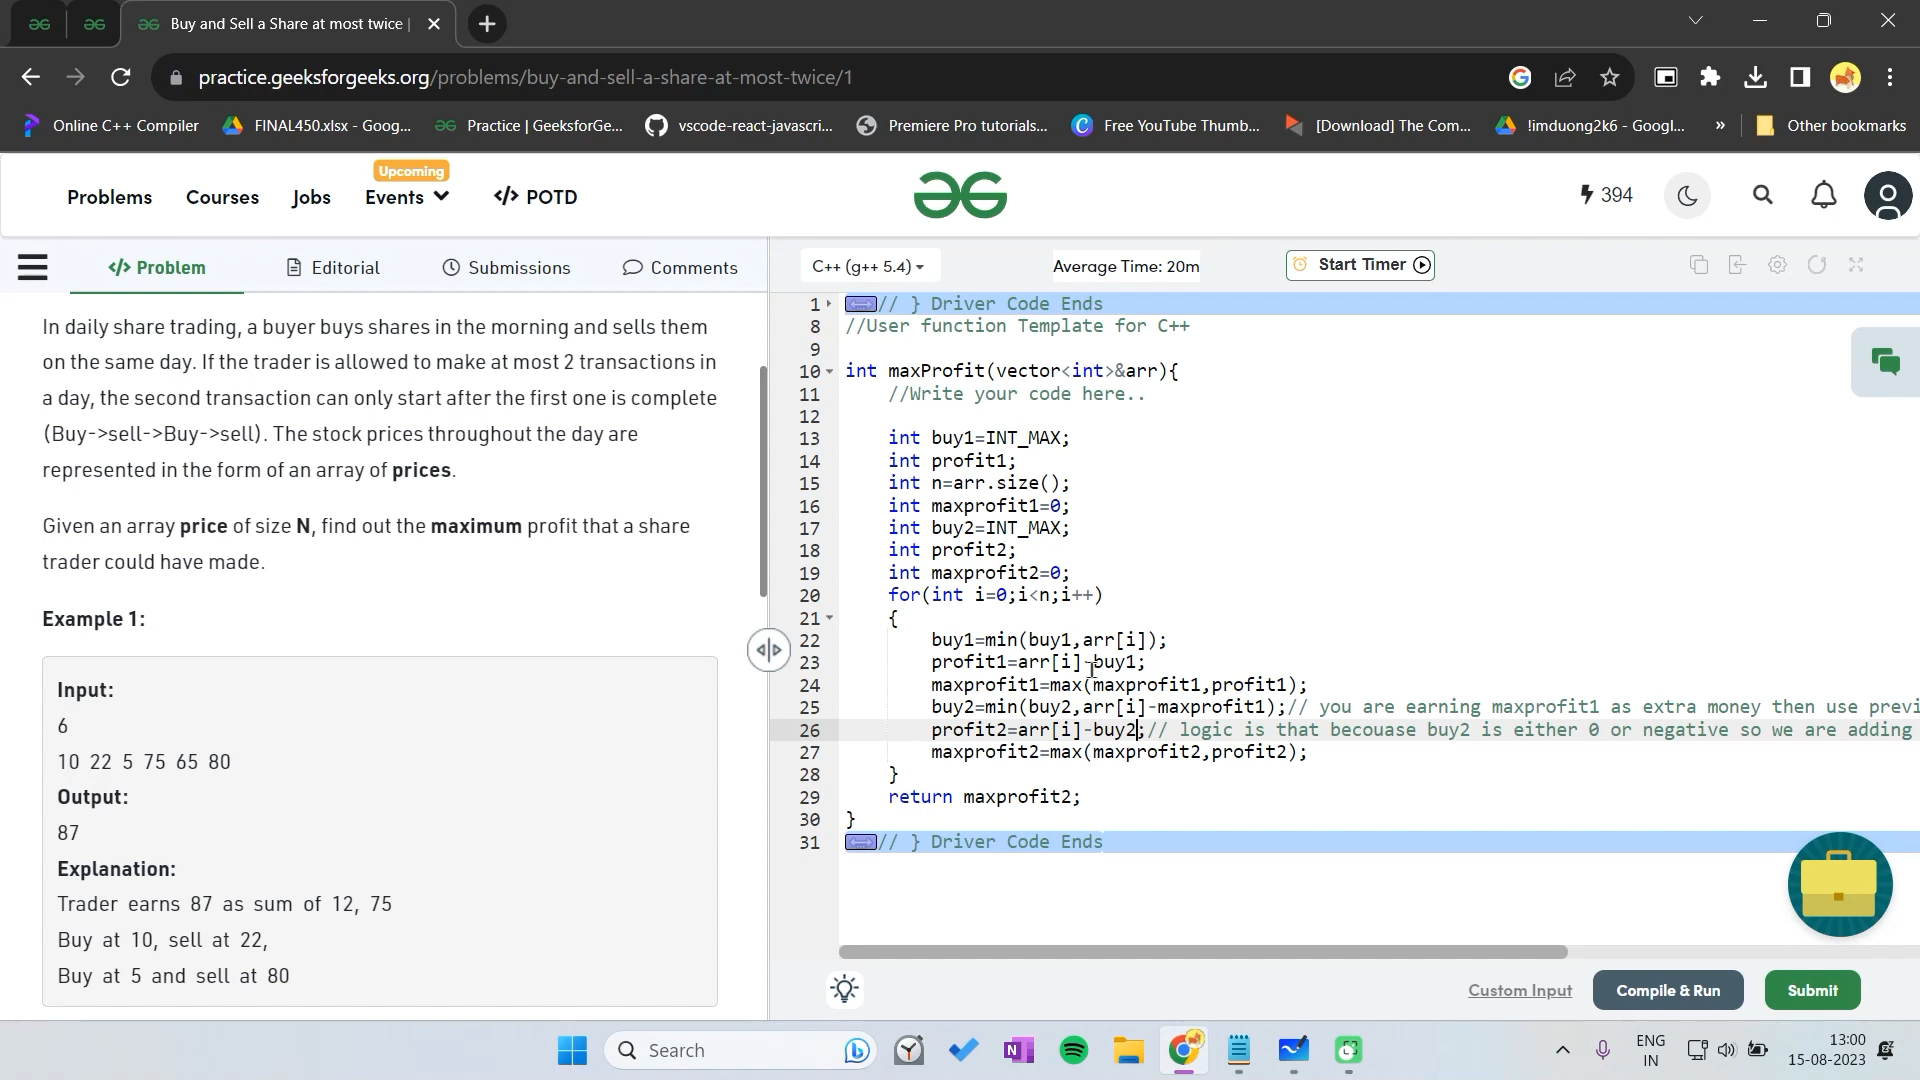 Buy and Sell a Share at most twice |
practice.geeksforgeeks.org/problems/buy-and-sell-a-share-at-most-twice/1
Online C++ Compiler
FINAL450.xlsx - Goog...
Practice | GeeksforGe...
vscode-react-javascri...
Premiere Pro tutorials...
Free YouTube Thumb...
[Download] The Com...
!imduong2k6 - Googl...
»
Other bookmarks
Upcoming
Problems
Courses
Jobs
Events
</> POTD
394
</> Problem
Editorial
Submissions
Comments
C++ (g++ 5.4)
Average Time: 20m
Start Timer
In daily share trading, a buyer buys shares in the morning and sells them
on the same day. If the trader is allowed to make at most 2 transactions in
a day, the second transaction can only start after the first one is complete
(Buy->sell->Buy->sell). The stock prices throughout the day are
represented in the form of an array of prices.
Given an array price of size N, find out the maximum profit that a share
trader could have made.
Example 1:
Input:
6
10 22 5 75 65 80
Output:
87
Explanation:
Trader earns 87 as sum of 12, 75
Buy at 10, sell at 22,
Buy at 5 and sell at 80
1 // } Driver Code Ends
8 //User function Template for C++
9
10 int maxProfit(vector<int>&arr){
11 //Write your code here..
12
13 int buy1=INT_MAX;
14 int profit1;
15 int n=arr.size();
16 int maxprofit1=0;
17 int buy2=INT_MAX;
18 int profit2;
19 int maxprofit2=0;
20 for(int i=0;i<n;i++)
21 {
22 buy1=min(buy1,arr[i]);
23 profit1=arr[i]-buy1;
24 maxprofit1=max(maxprofit1,profit1);
25 buy2=min(buy2,arr[i]-maxprofit1);// you are earning maxprofit1 as extra money then use previ
26 profit2=arr[i]-buy2;// logic is that becouase buy2 is either 0 or negative so we are adding
27 maxprofit2=max(maxprofit2,profit2);
28 }
29 return maxprofit2;
30 }
31 // } Driver Code Ends
Custom Input
Compile & Run
Submit
Search
ENG
IN
13:00
15-08-2023